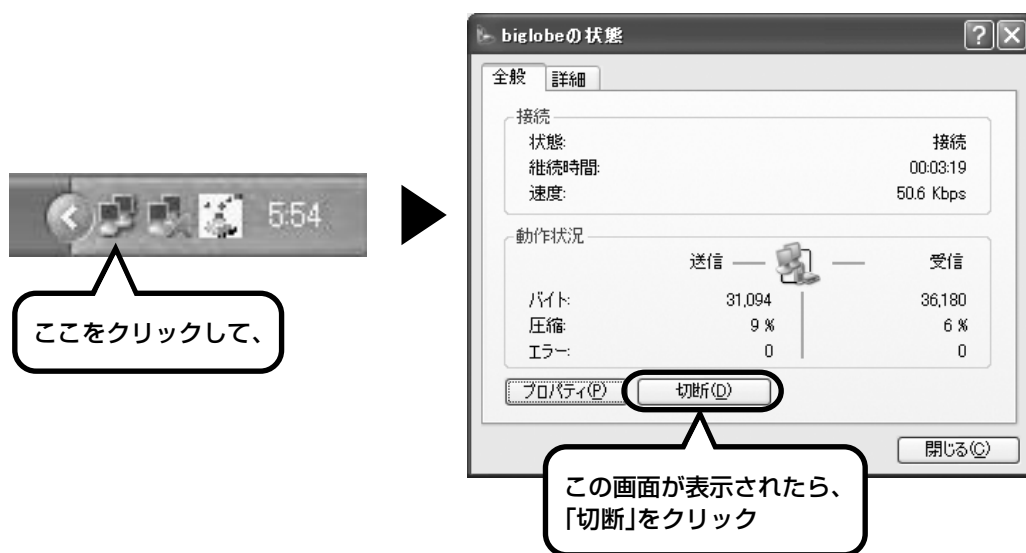 5:54
ここをクリックして、
biglobeの状態
全般 詳細
接続
状態: 接続
継続時間: 00:03:19
速度: 50.6 Kbps
動作状況
送信 受信
バイト: 31,094 36,180
圧縮: 9 % 6 %
エラー: 0 0
プロパティ(P) 切断(D)
閉じる(C)
この画面が表示されたら、
「切断」をクリック